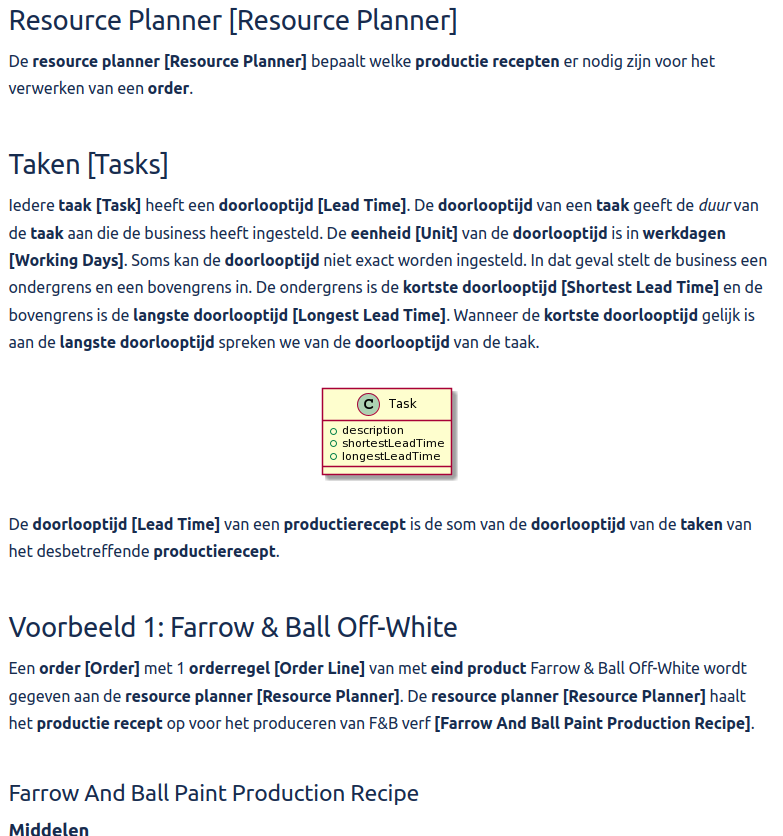 Resource Planner [Resource Planner]
De resource planner [Resource Planner] bepaalt welke productie recepten er nodig zijn voor het
verwerken van een order.
Taken [Tasks]
Iedere taak [Task] heeft een doorlooptijd [Lead Time]. De doorlooptijd van een taak geeft de duur van
de taak aan die de business heeft ingesteld. De eenheid [Unit] van de doorlooptijd is in werkdagen
[Working Days]. Soms kan de doorlooptijd niet exact worden ingesteld. In dat geval stelt de business een
ondergrens en een bovengrens in. De ondergrens is de kortste doorlooptijd [Shortest Lead Time] en de
bovengrens is de langste doorlooptijd [Longest Lead Time]. Wanneer de kortste doorlooptijd gelijk is
aan de langste doorlooptijd spreken we van de doorlooptijd van de taak.
C Task
description
shortestLeadTime
longestLeadTime
De doorlooptijd [Lead Time] van een productierecept is de som van de doorlooptijd van de taken van
het desbetreffende productierecept.
Voorbeeld 1: Farrow & Ball Off-White
Een order [Order] met 1 orderregel [Order Line] van met eind product Farrow & Ball Off-White wordt
gegeven aan de resource planner [Resource Planner]. De resource planner [Resource Planner] haalt
het productie recept op voor het produceren van F&B verf [Farrow And Ball Paint Production Recipe].
Farrow And Ball Paint Production Recipe
Middelen